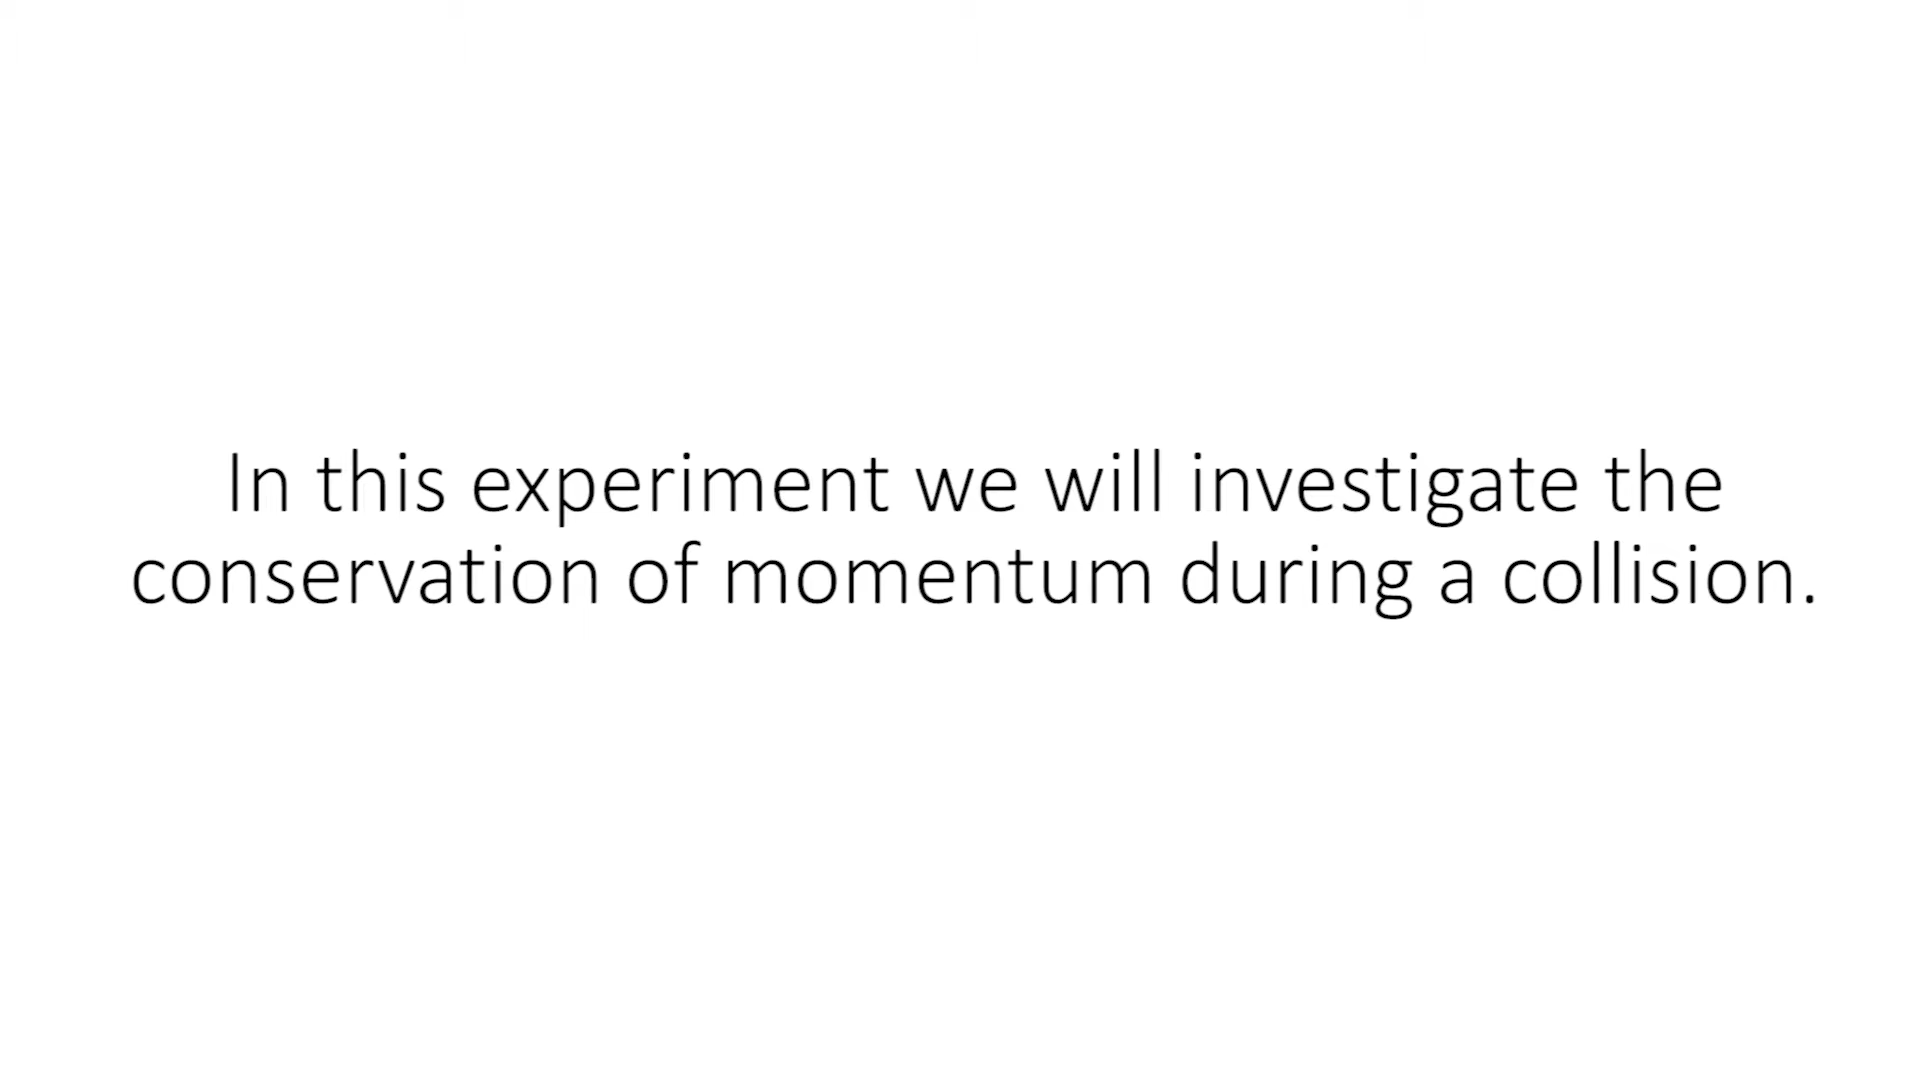 In this experiment we will investigate the
conservation of momentum during a collision.